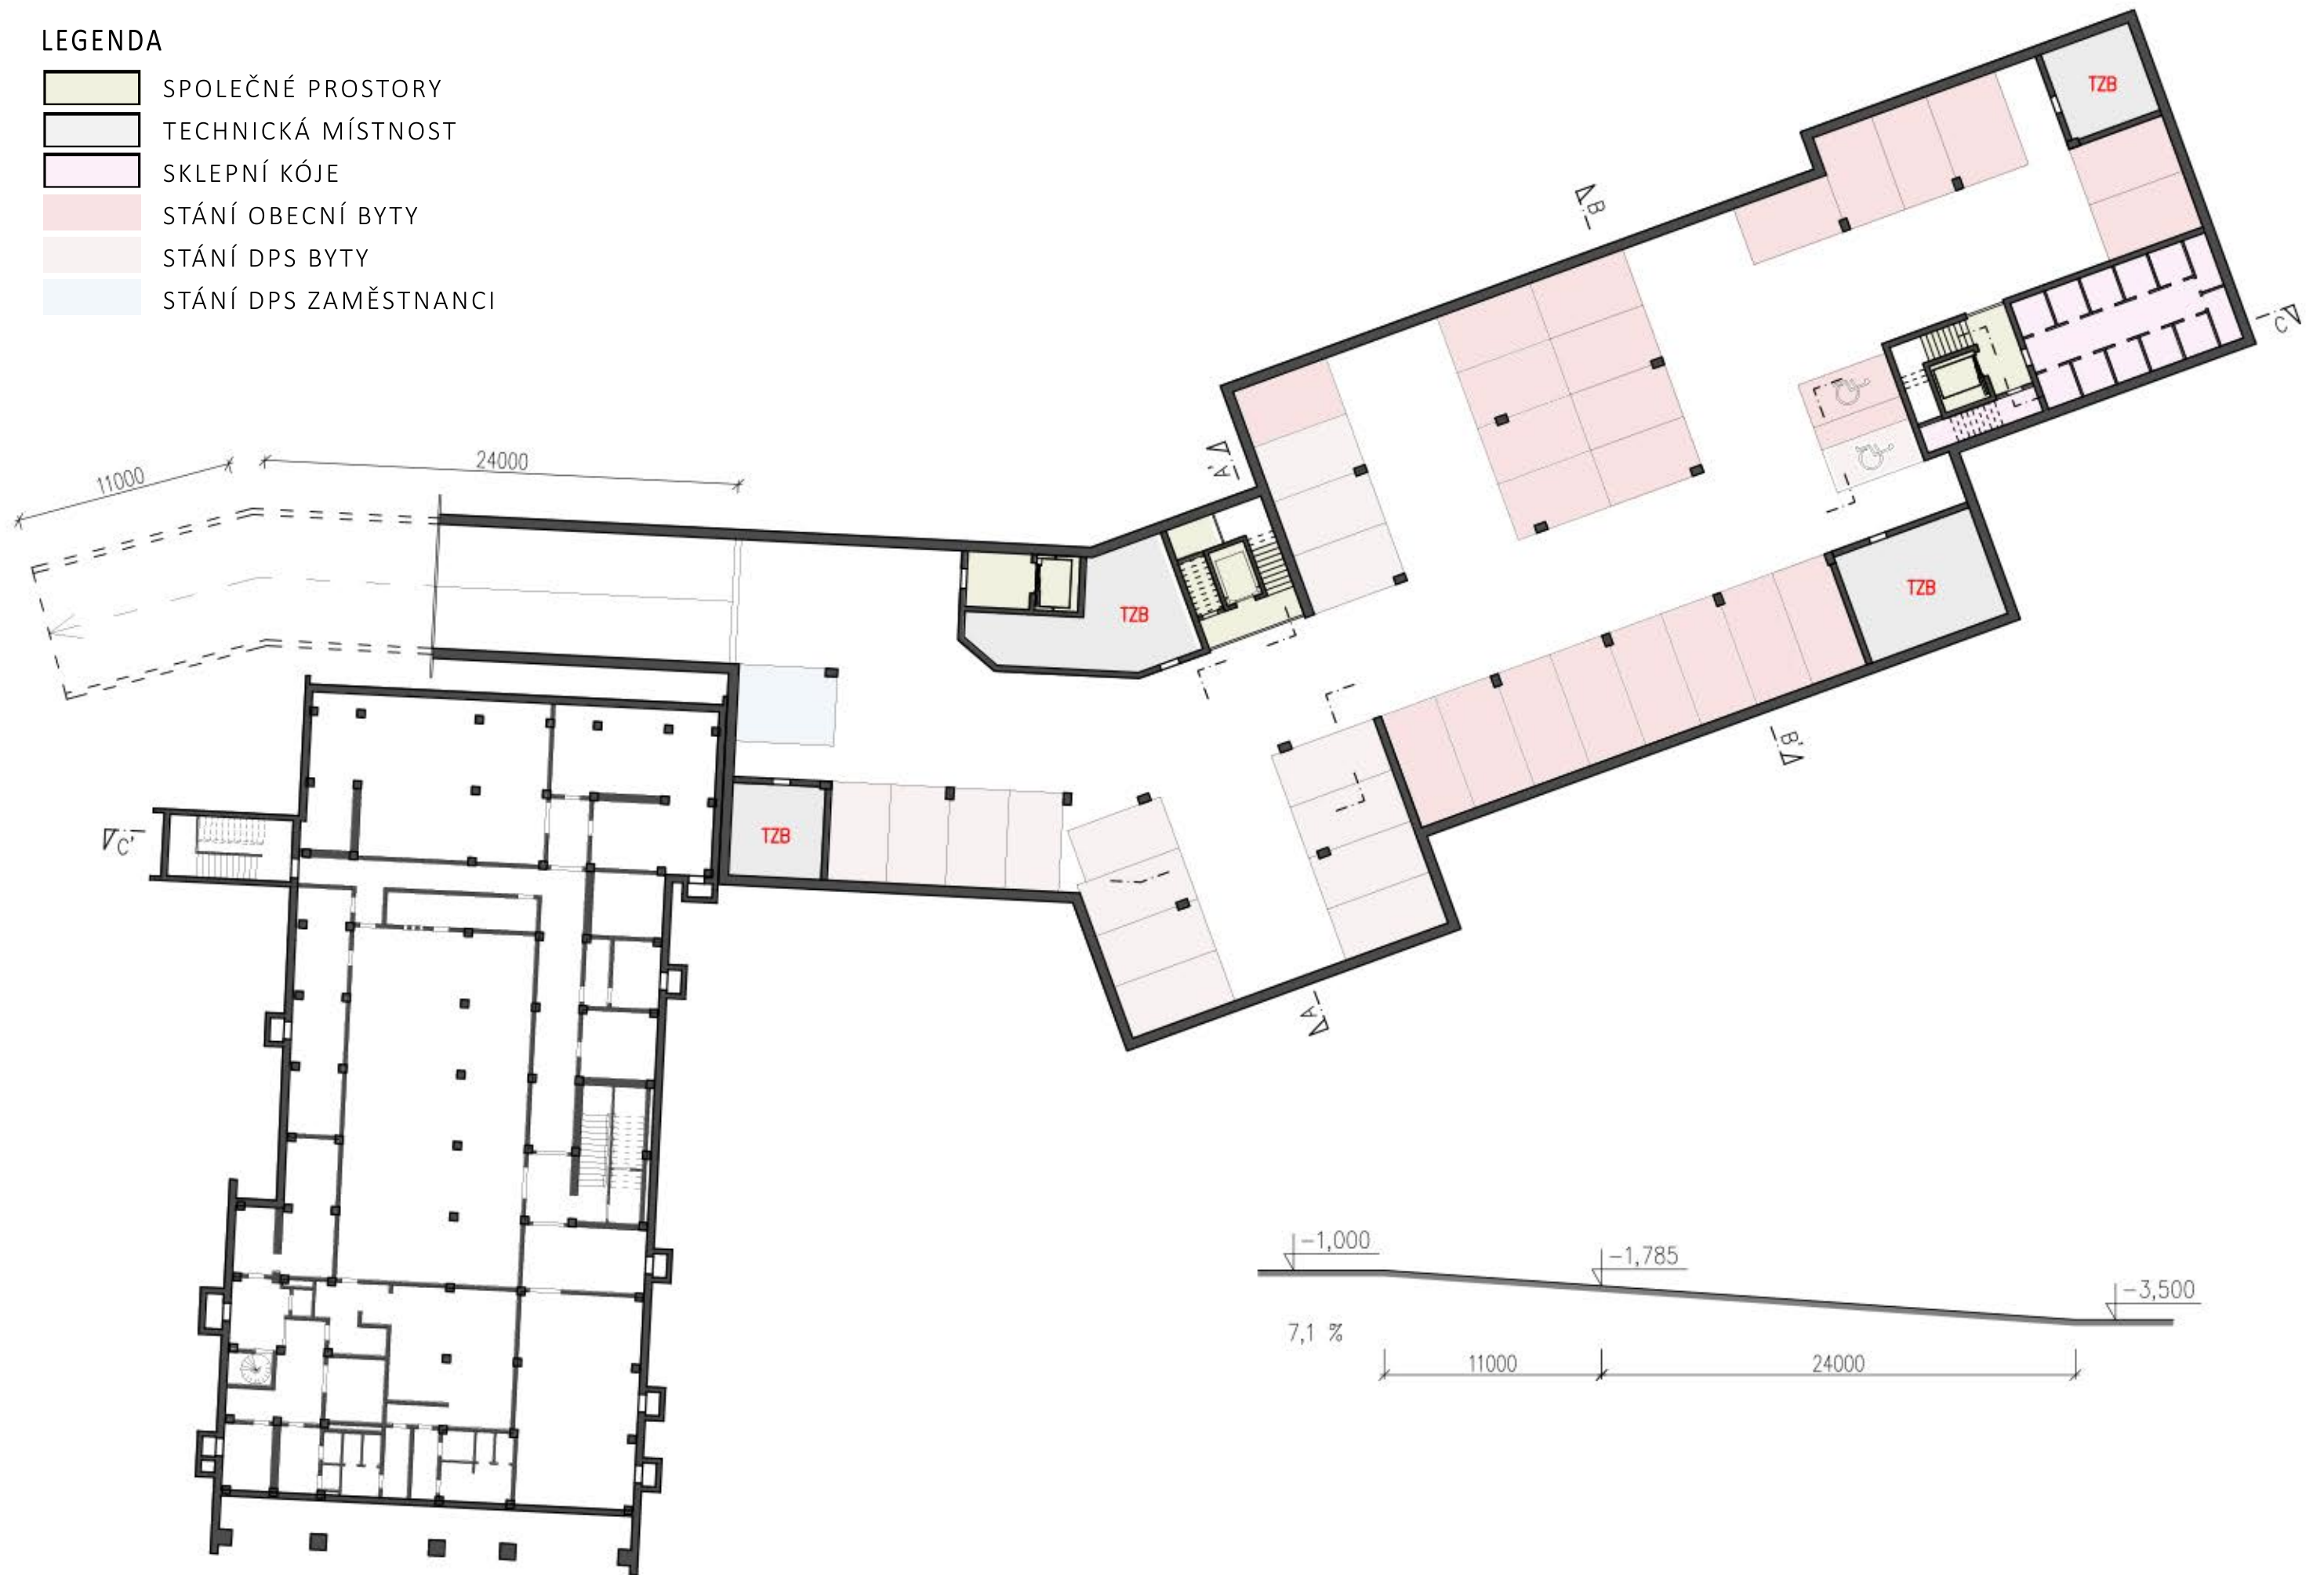 LEGENDA
SPOLEČNÉ PROSTORY
TECHNICKÁ MÍSTNOST
SKLEPNÍ KÓJE
STÁNÍ OBECNÍ BYTY
STÁNÍ DPS BYTY
STÁNÍ DPS ZAMĚSTNANCI
TZB
B
C
A'
11000
24000
TZB
TZB
B'
TZB
C'
A
-1,000
-1,785
-3,500
7,1 %
11000
24000